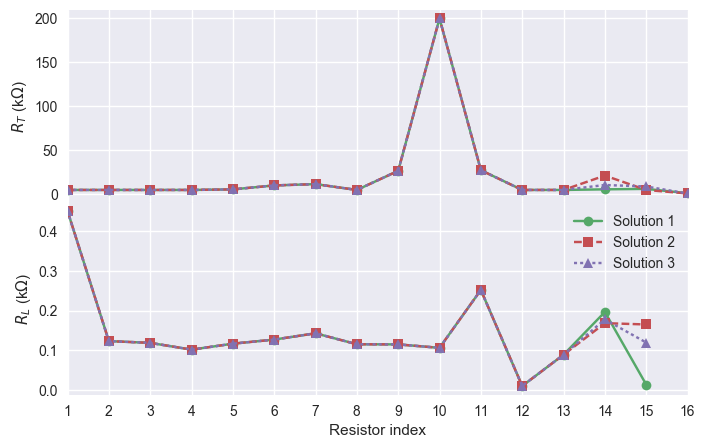 200
150
100
50
0
R_T (kΩ)
Solution 1
Solution 2
Solution 3
0.4
0.3
0.2
0.1
0.0
R_L (kΩ)
1 2 3 4 5 6 7 8 9 10 11 12 13 14 15 16
Resistor index